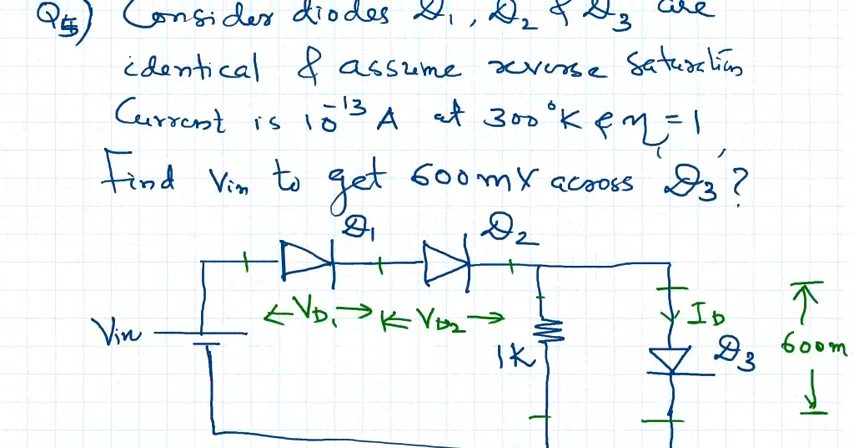 Q5) Consider diodes D1, D2 & D3 are
identical & assume reverse saturation
Current is 10^-13 A at 300°K & η=1,
Find Vin to get 600mV across D3?
D1 D2
VD1 VD2
Vin
1K
ID
D3
600m